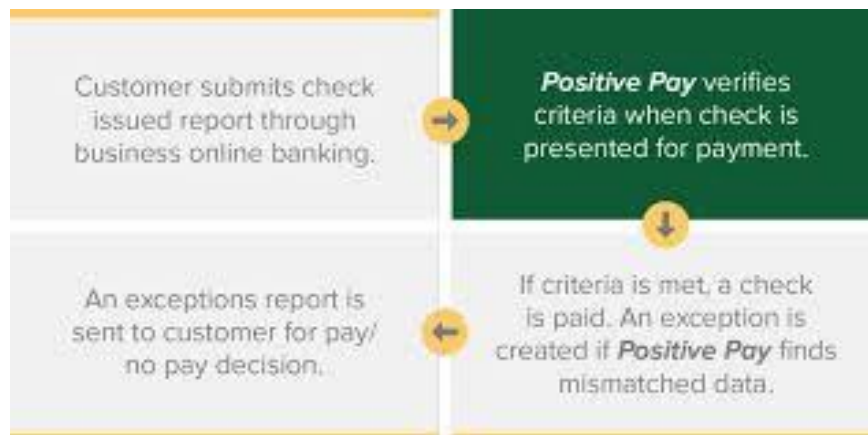 Customer submits check
issued report through
business online banking.
Positive Pay verifies
criteria when check is
presented for payment.
If criteria is met, a check
is paid. An exception is
created if Positive Pay finds
mismatched data.
An exceptions report is
sent to customer for pay/
no pay decision.